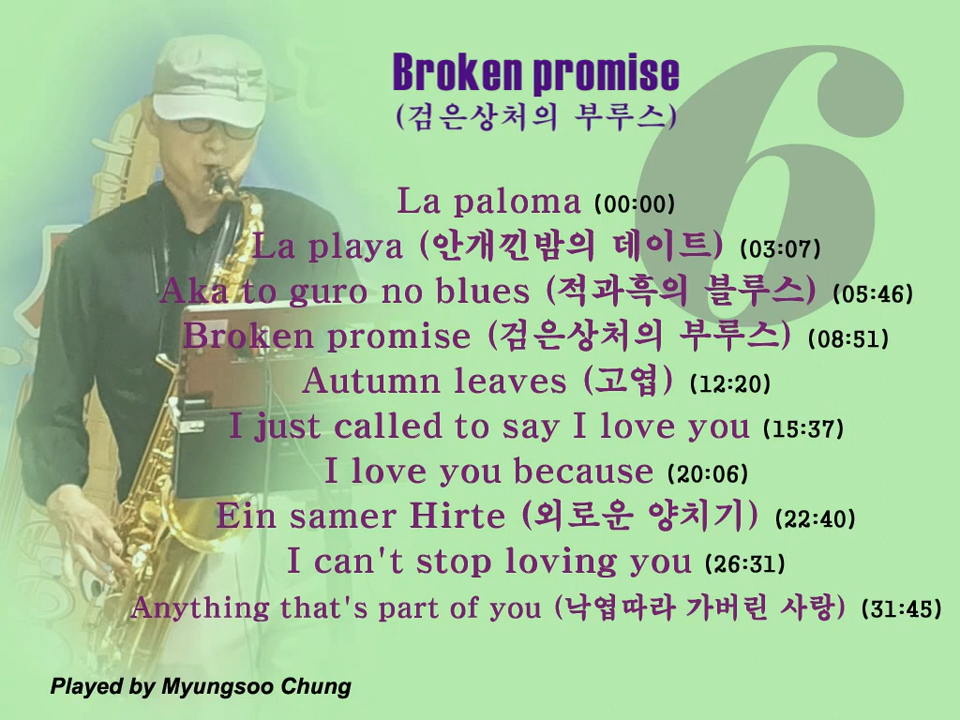 6
Broken promise
(검은상처의 부루스)
La paloma (00:00)
La playa (안개낀밤의 데이트) (03:07)
Aka to guro no blues (적과흑의 블루스) (05:46)
Broken promise (검은상처의 부루스) (08:51)
Autumn leaves (고엽) (12:20)
I just called to say I love you (15:37)
I love you because (20:06)
Ein samer Hirte (외로운 양치기) (22:40)
I can't stop loving you (26:31)
Anything that's part of you (낙엽따라 가버린 사랑) (31:45)
Played by Myungsoo Chung